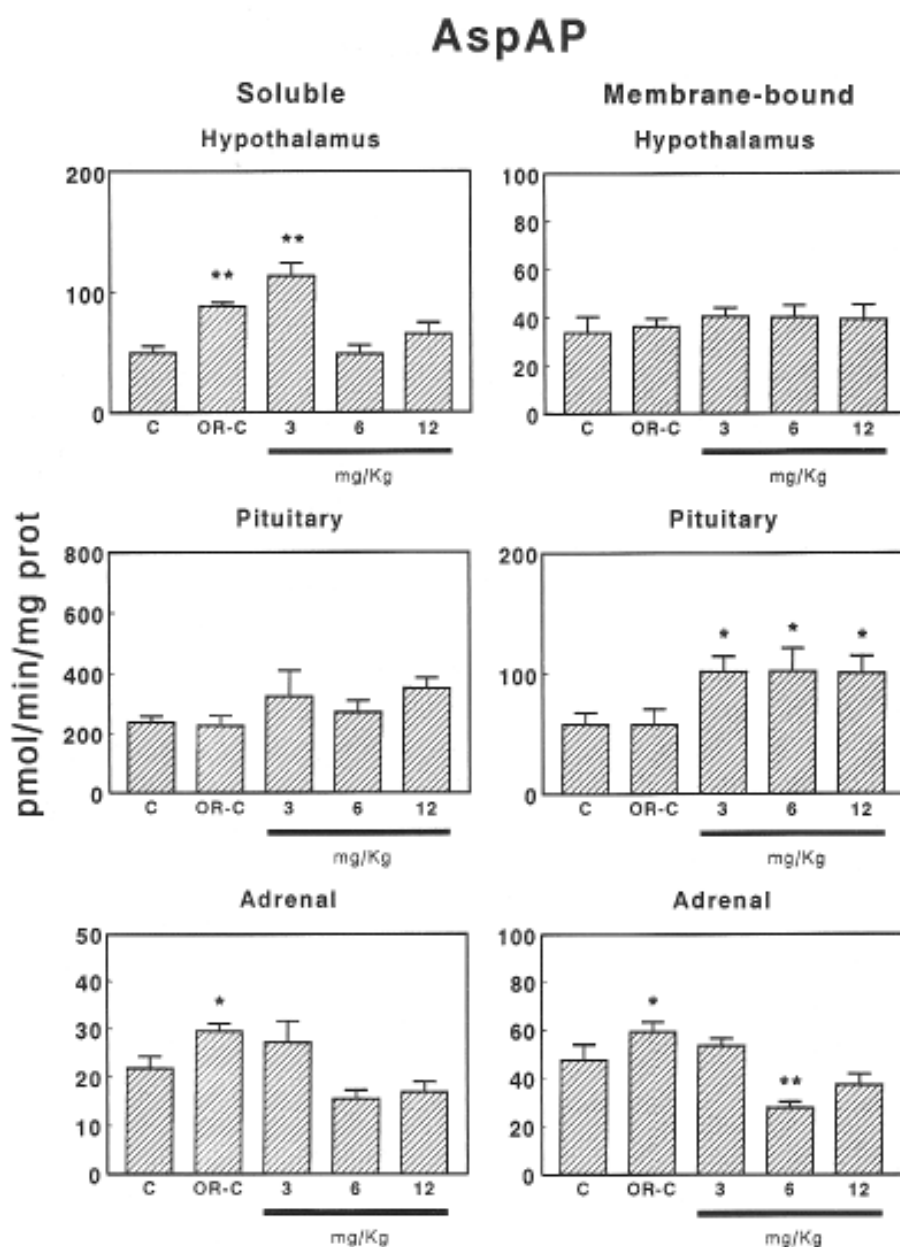 AspAP
Soluble
Membrane-bound
Hypothalamus
Hypothalamus
200
100
0
**
**
C OR-C 3 6 12
mg/Kg
100
80
60
40
20
0
C OR-C 3 6 12
mg/Kg
pmol/min/mg prot
Pituitary
Pituitary
800
600
400
200
0
C OR-C 3 6 12
mg/Kg
200
100
0
* * *
C OR-C 3 6 12
mg/Kg
Adrenal
Adrenal
50
40
30
20
10
0
*
C OR-C 3 6 12
mg/Kg
100
80
60
40
20
0
*
**
C OR-C 3 6 12
mg/Kg